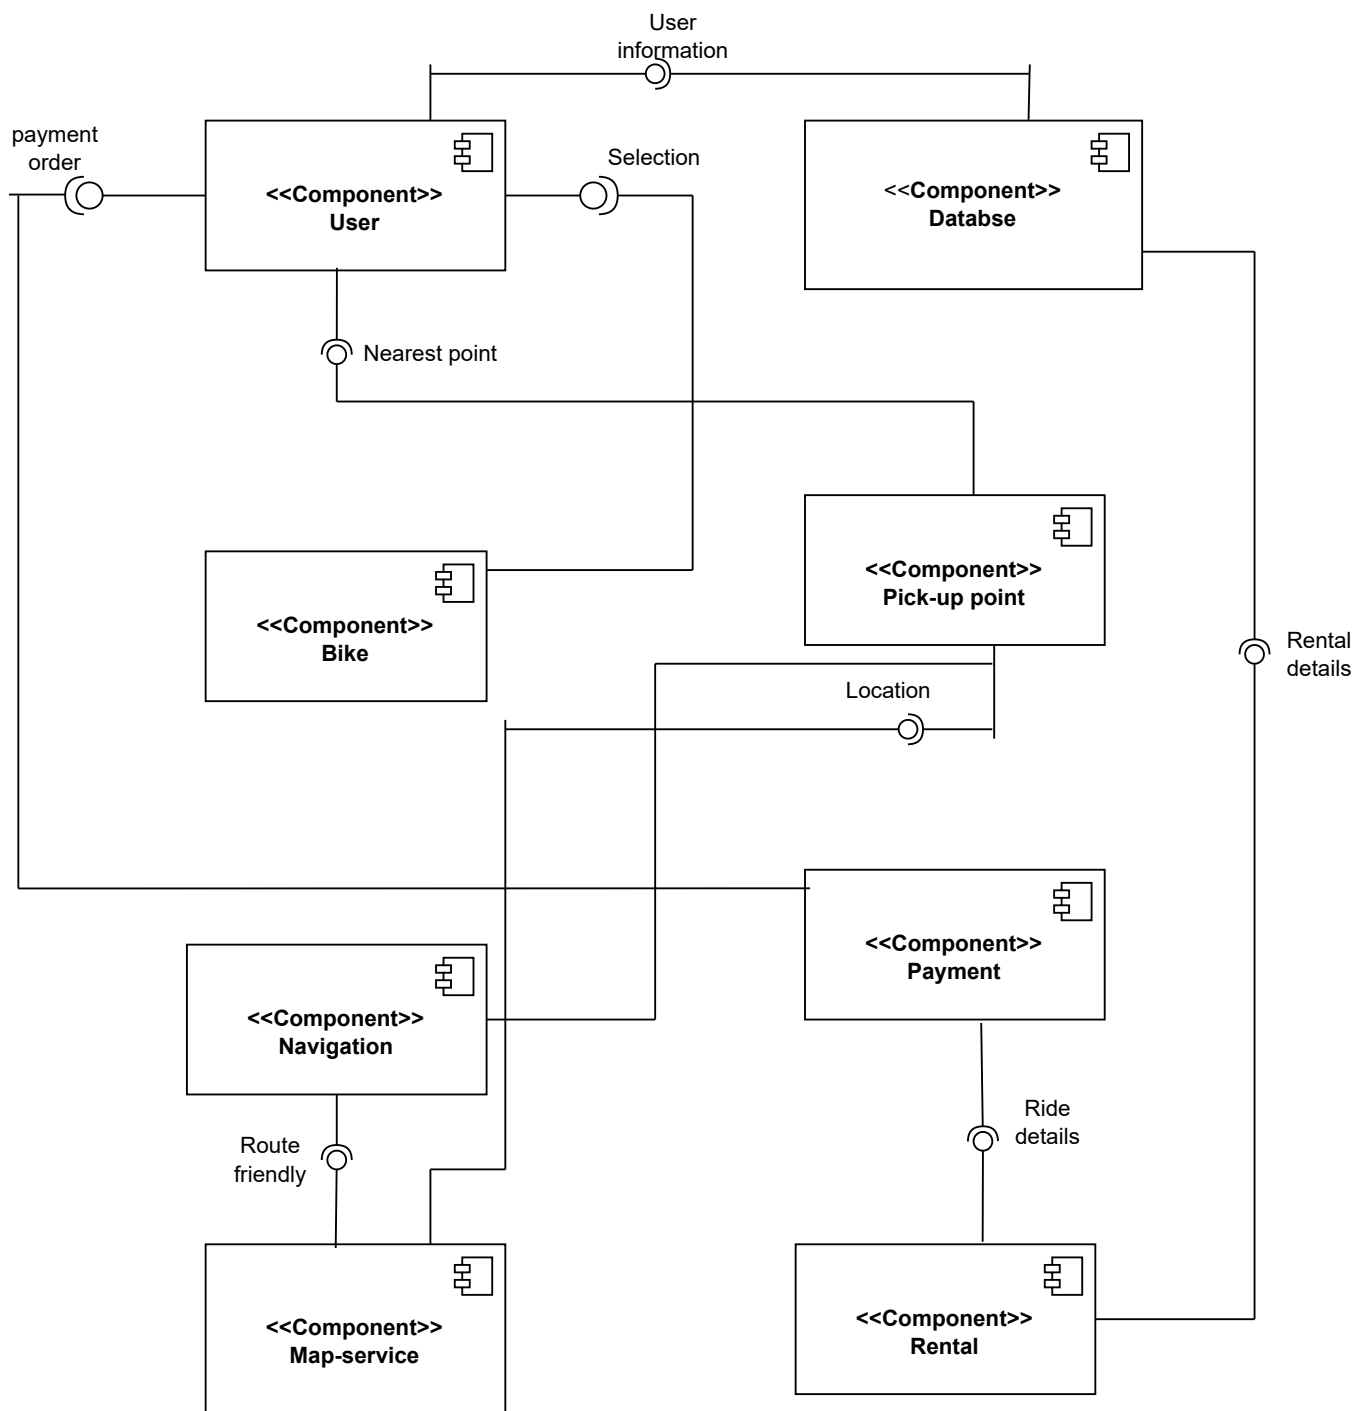 User
information
payment
order
<<Component>>
User
Selection
<<Component>>
Databse
Nearest point
<<Component>>
Bike
<<Component>>
Pick-up point
Rental
details
Location
<<Component>>
Payment
<<Component>>
Navigation
Route
friendly
Ride
details
<<Component>>
Map-service
<<Component>>
Rental